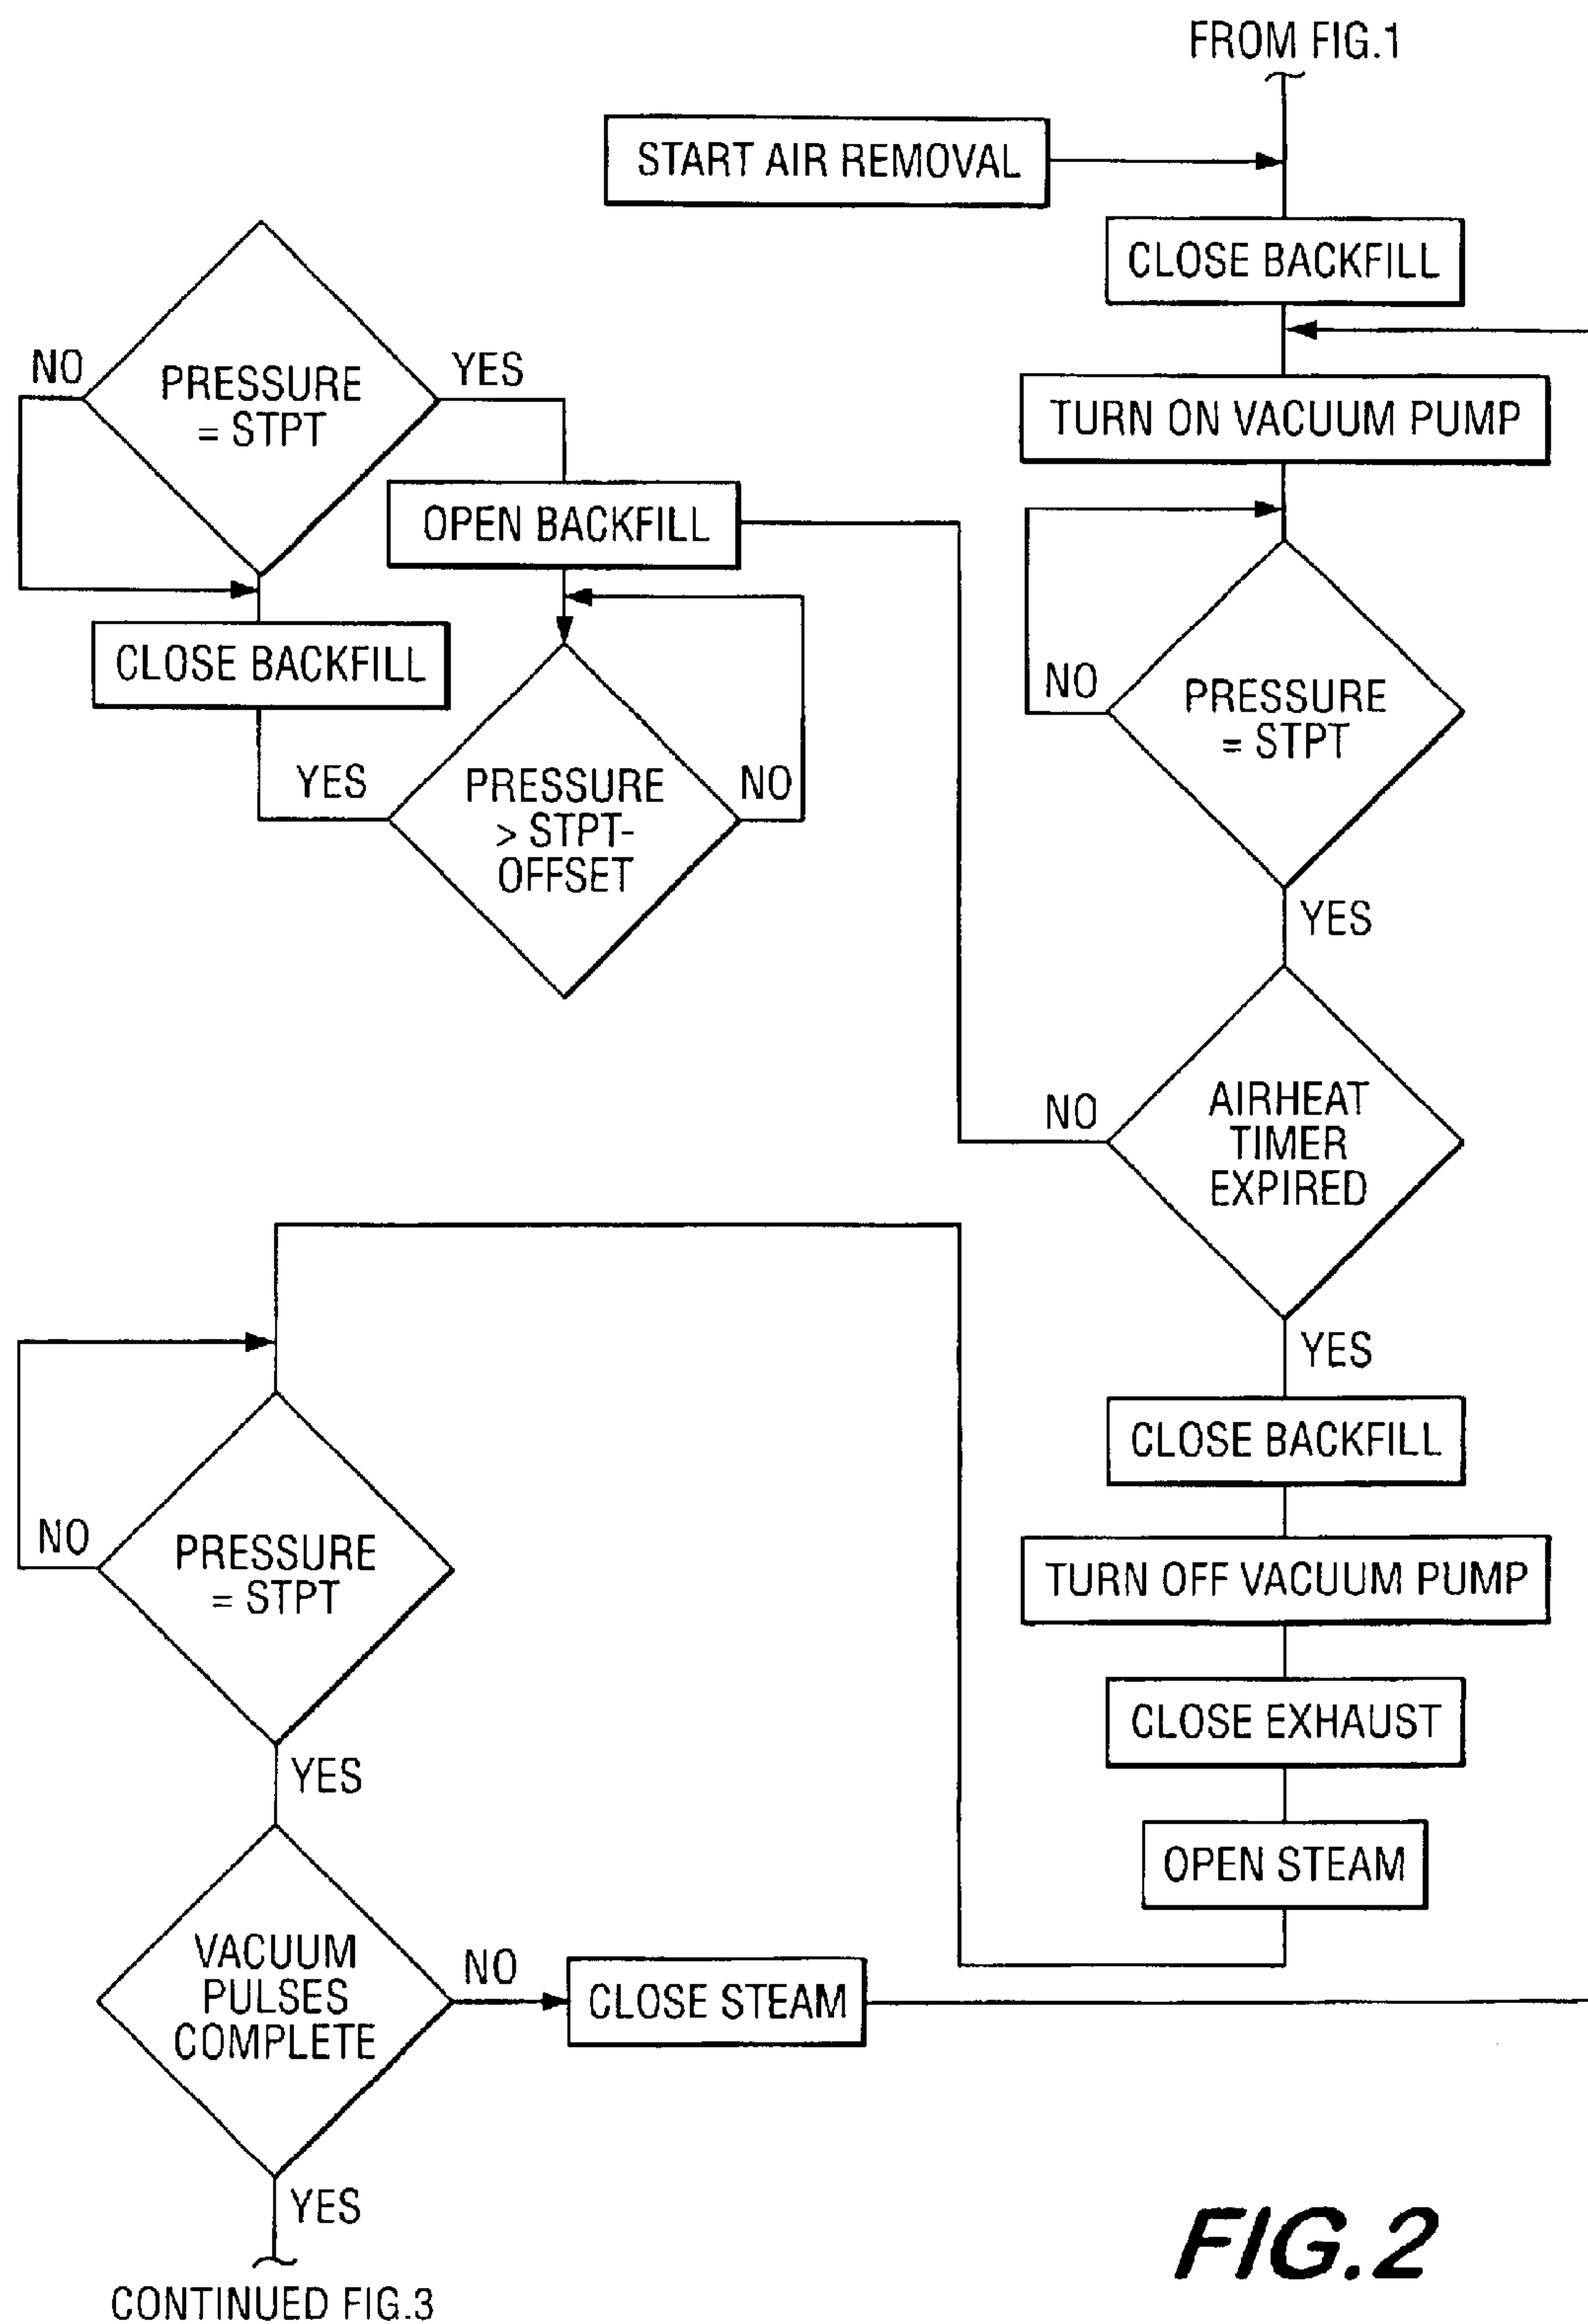 FROM FIG.1
START AIR REMOVAL
CLOSE BACKFILL
TURN ON VACUUM PUMP
NO
PRESSURE
= STPT
YES
AIRHEAT
TIMER
EXPIRED
NO
YES
OPEN BACKFILL
PRESSURE
> STPT-
OFFSET
NO
YES
CLOSE BACKFILL
PRESSURE
= STPT
NO
YES
CLOSE BACKFILL
TURN OFF VACUUM PUMP
CLOSE EXHAUST
OPEN STEAM
PRESSURE
= STPT
NO
YES
VACUUM
PULSES
COMPLETE
NO
CLOSE STEAM
YES
CONTINUED FIG.3
FIG.2